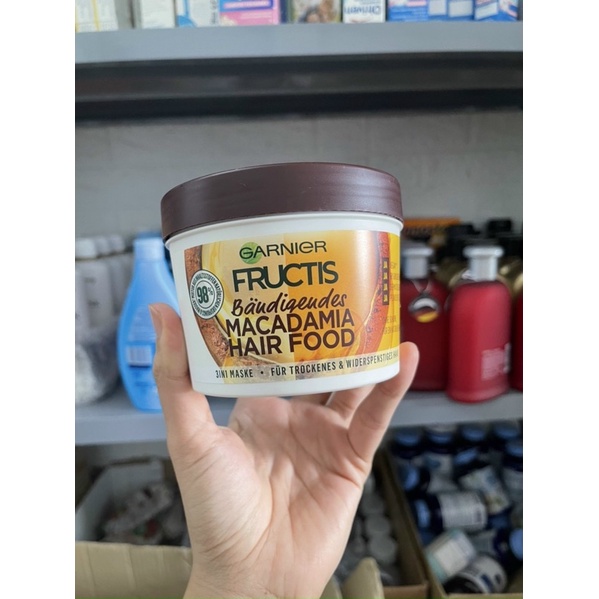 GARNIER
FRUCTIS
Bändigendes
MACADAMIA
HAIR FOOD
3IN1 MASKE • FÜR TROCKENES & WIDERSPENSTIGES
98%